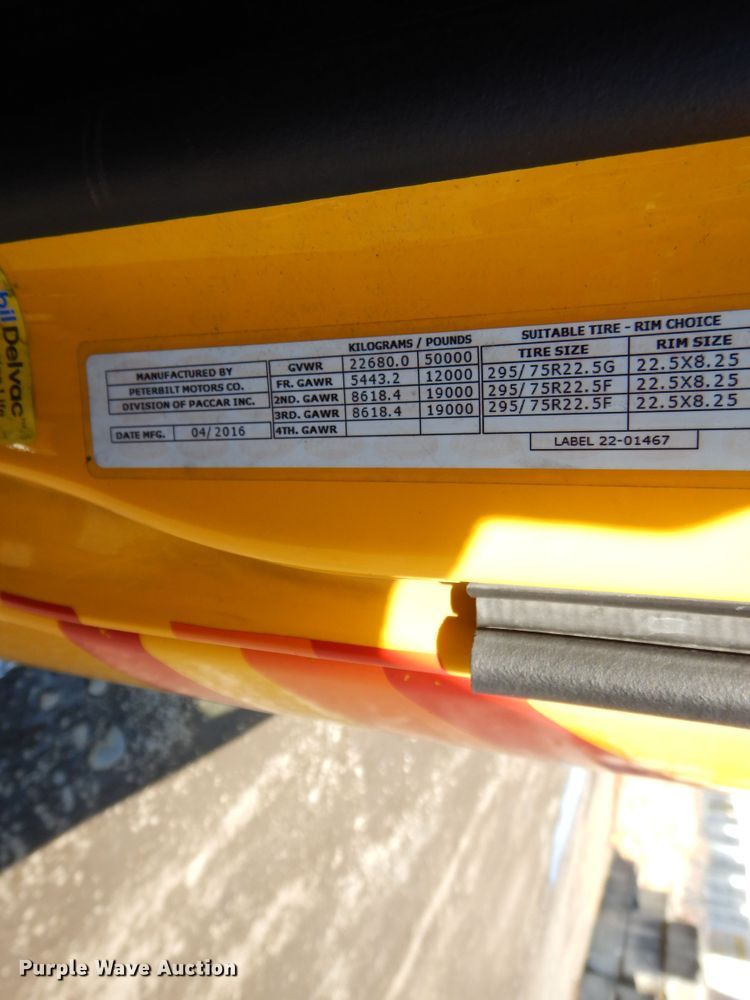 bil Delvac
Life
KILOGRAMS / POUNDS
SUITABLE TIRE - RIM CHOICE
MANUFACTURED BY
PETERBILT MOTORS CO.
DIVISION OF PACCAR INC.
DATE MFG. 04/2016
GVWR 22680.0 50000 TIRE SIZE RIM SIZE
FR. GAWR 5443.2 12000 295/75R22.5G 22.5X8.25
2ND. GAWR 8618.4 19000 295/75R22.5F 22.5X8.25
3RD. GAWR 8618.4 19000 295/75R22.5F 22.5X8.25
4TH. GAWR
LABEL 22-01467
Purple Wave Auction